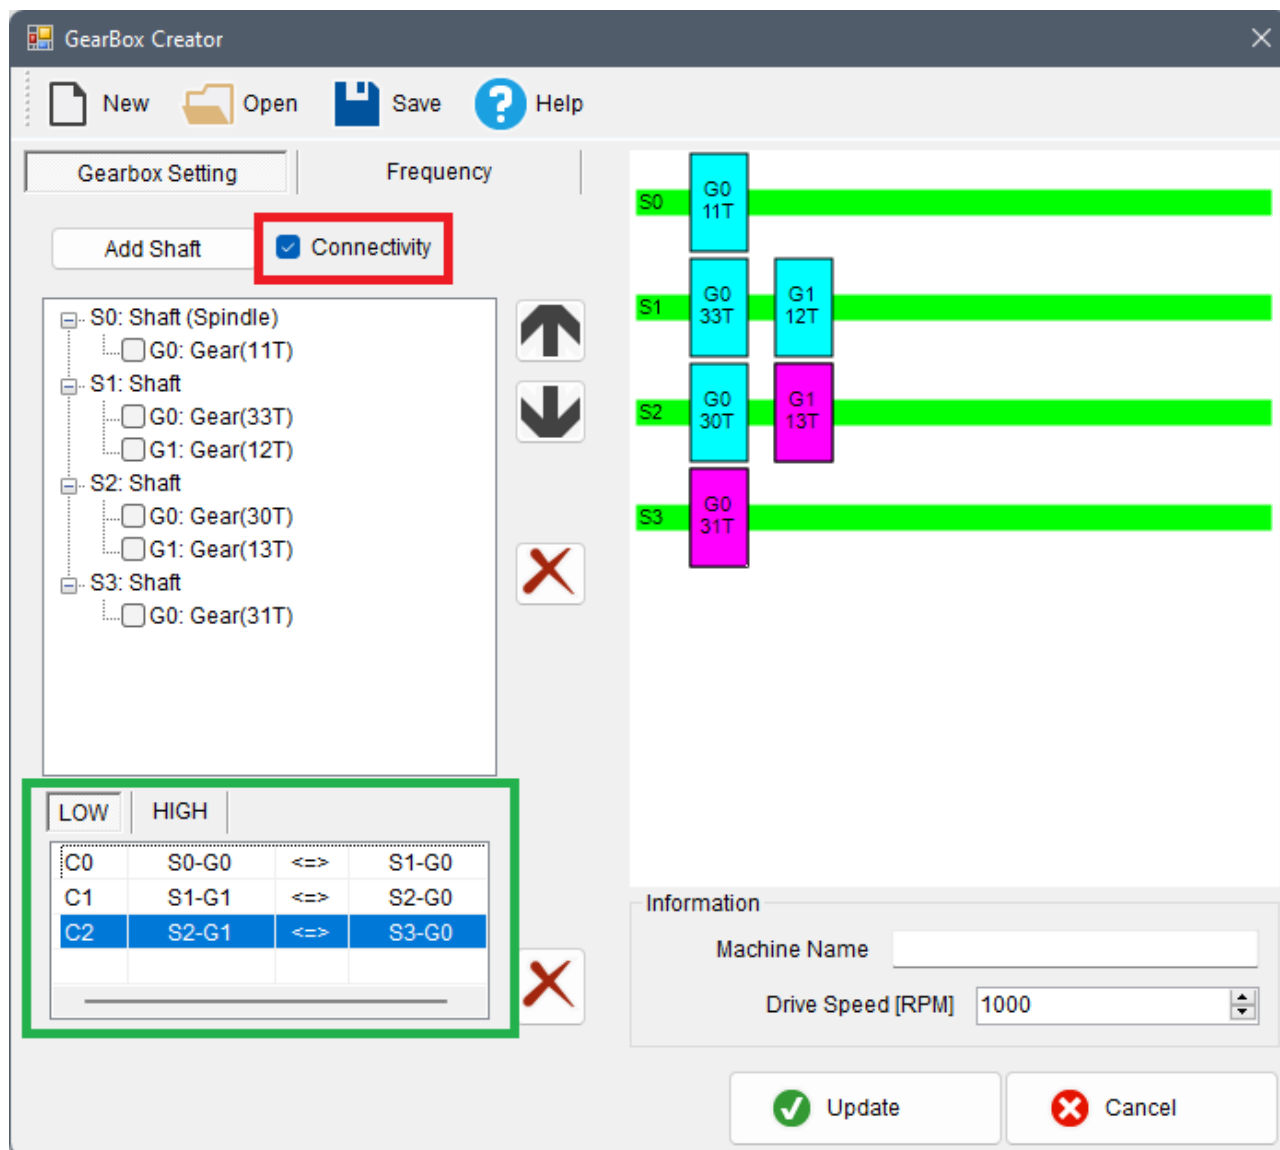 GearBox Creator
New Open Save Help
Gearbox Setting Frequency
Add Shaft Connectivity
S0: Shaft (Spindle)
G0: Gear(11T)
S1: Shaft
G0: Gear(33T)
G1: Gear(12T)
S2: Shaft
G0: Gear(30T)
G1: Gear(13T)
S3: Shaft
G0: Gear(31T)
LOW HIGH
C0 S0-G0 <=> S1-G0
C1 S1-G1 <=> S2-G0
C2 S2-G1 <=> S3-G0
S0 G0
11T
S1 G0 G1
33T 12T
S2 G0 G1
30T 13T
S3 G0
31T
Information
Machine Name
Drive Speed [RPM] 1000
Update Cancel